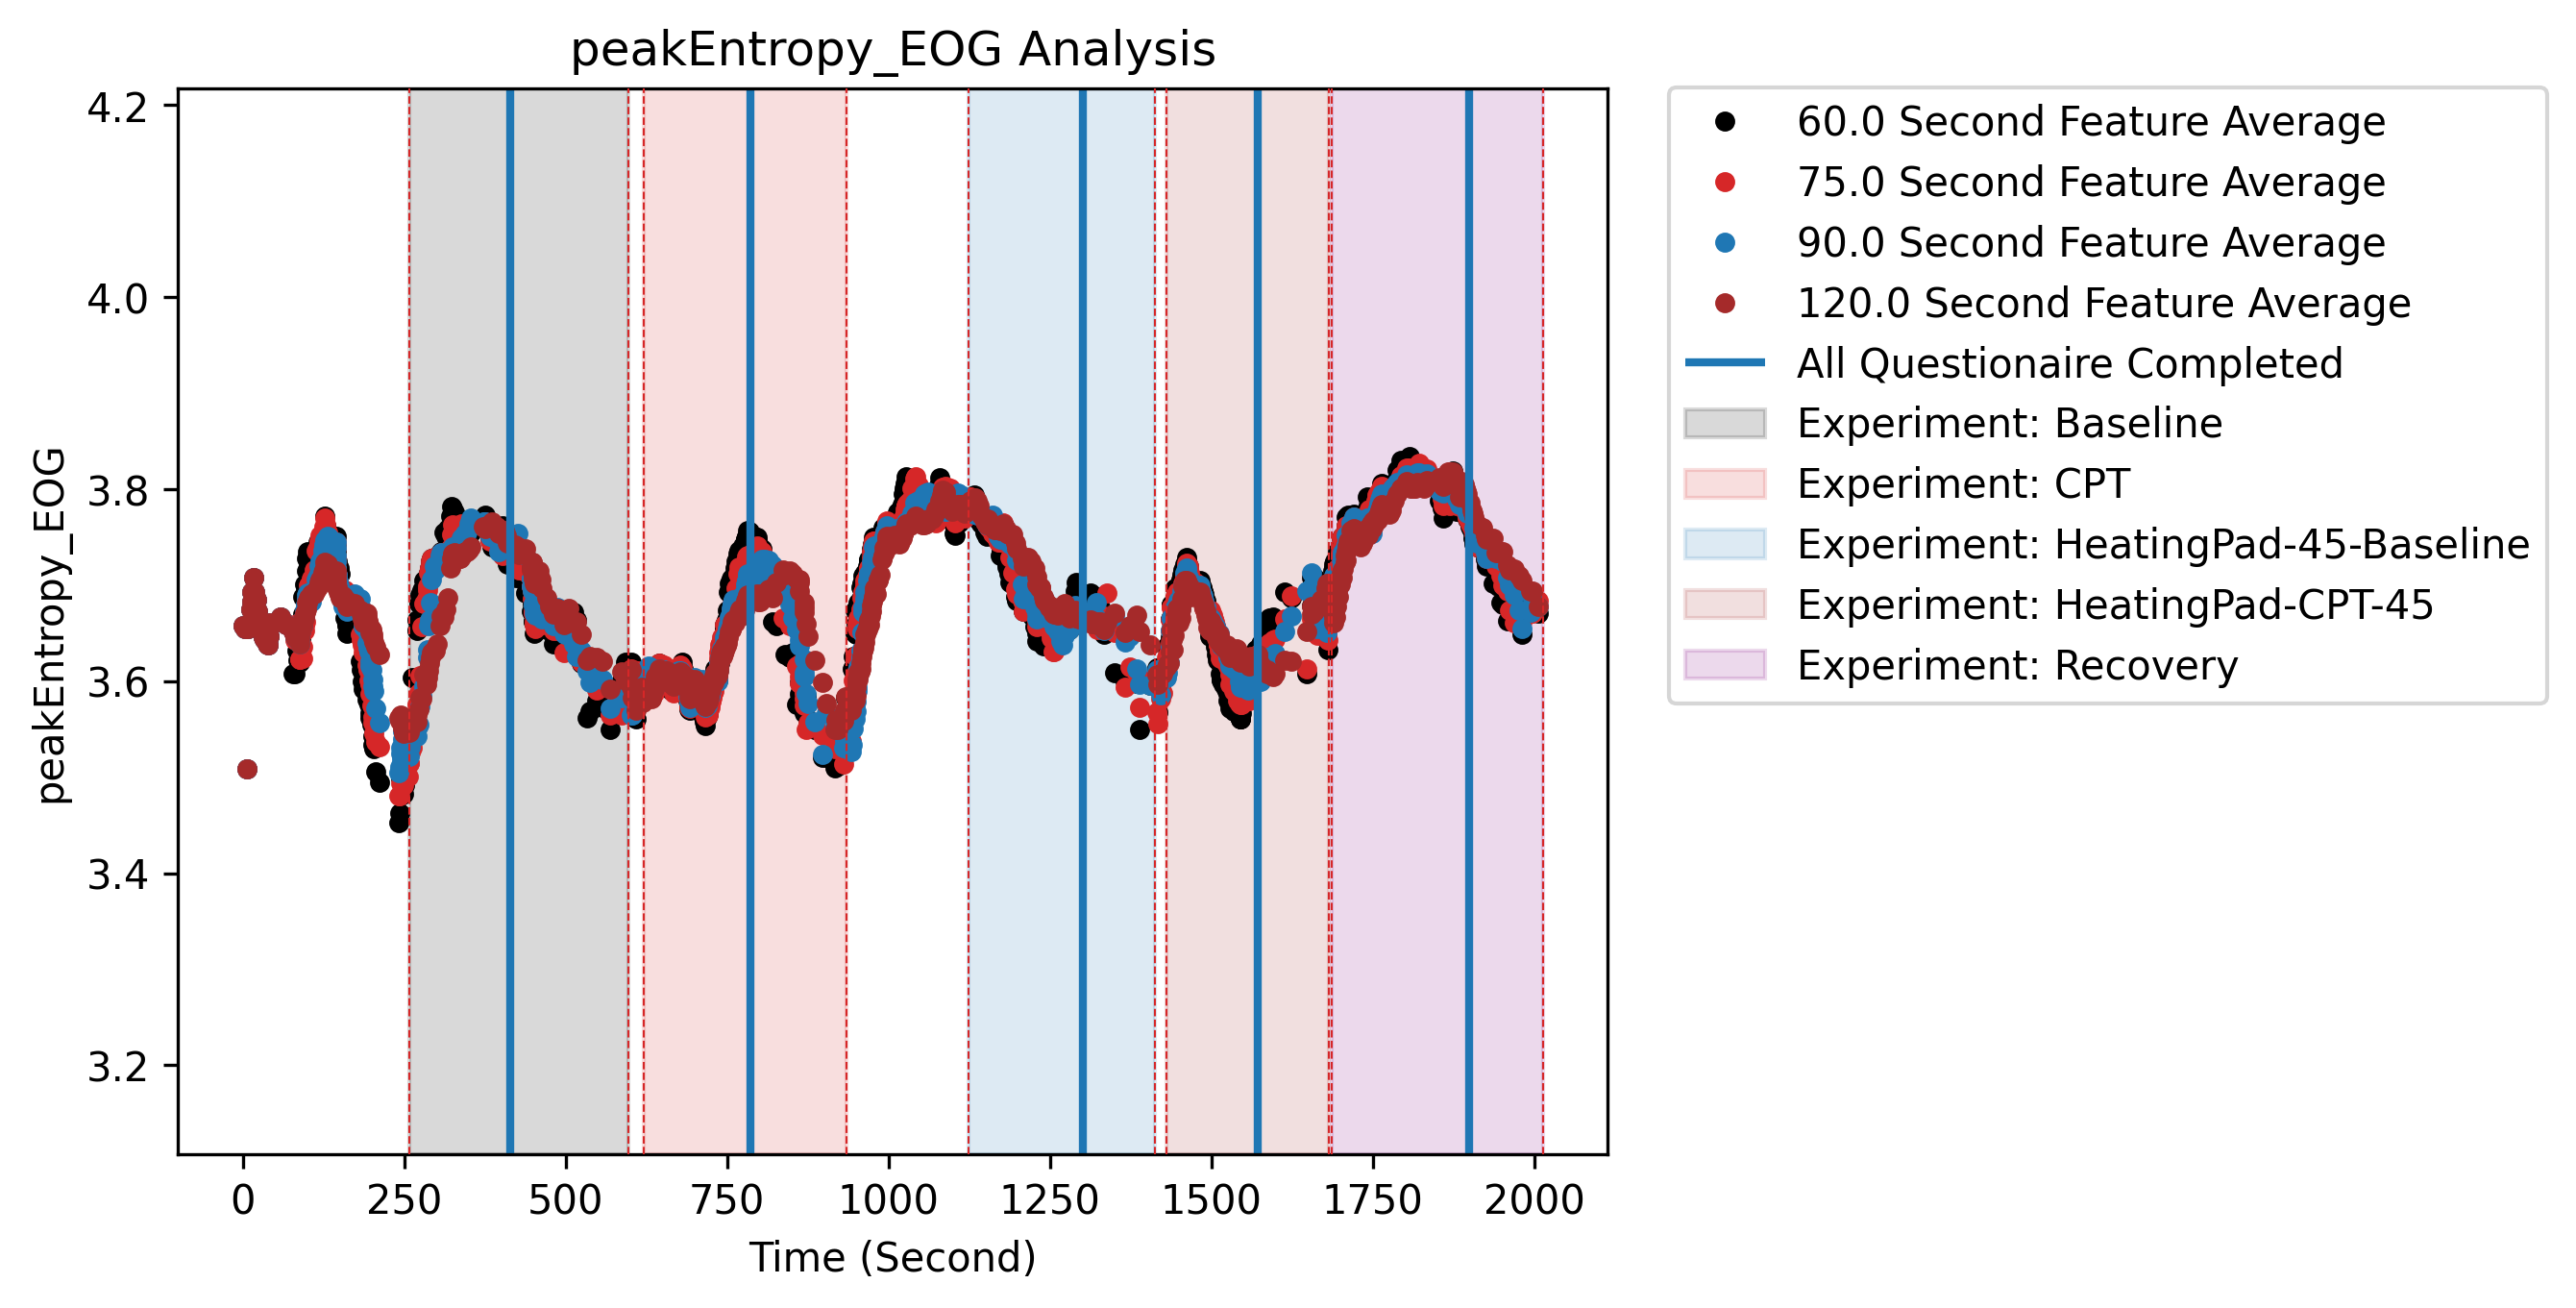 peakEntropy_EOG Analysis
4.2
4.0
3.8
3.6
3.4
3.2
peakEntropy_EOG
0 250 500 750 1000 1250 1500 1750 2000
Time (Second)
60.0 Second Feature Average
75.0 Second Feature Average
90.0 Second Feature Average
120.0 Second Feature Average
All Questionaire Completed
Experiment: Baseline
Experiment: CPT
Experiment: HeatingPad-45-Baseline
Experiment: HeatingPad-CPT-45
Experiment: Recovery